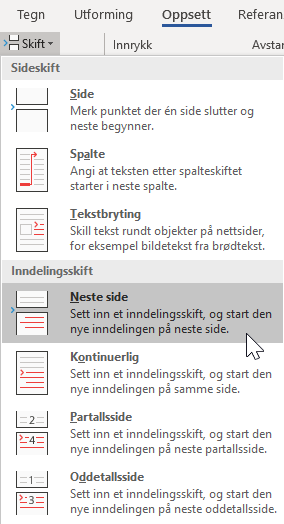 Tegn Utforming Oppsett Referan
Skift Innrykk Avstar
Sideskift
Side
Merk punktet der én side slutter og
neste begynner.
Spalte
Angi at teksten etter spalteskiftet
starter i neste spalte.
Tekstbryting
Skill tekst rundt objekter på nettsider,
for eksempel bildetekst fra brødtekst.
Inndelingsskift
Neste side
Sett inn et inndelingsskift, og start den
nye inndelingen på neste side.
Kontinuerlig
Sett inn et inndelingsskift, og start den
nye inndelingen på samme side.
2
4
Partallsside
Sett inn et inndelingsskift, og start den
nye inndelingen på neste partallsside.
1
3
Oddetallsside
Sett inn et inndelingsskift, og start den
nye inndelingen på neste oddetallsside.